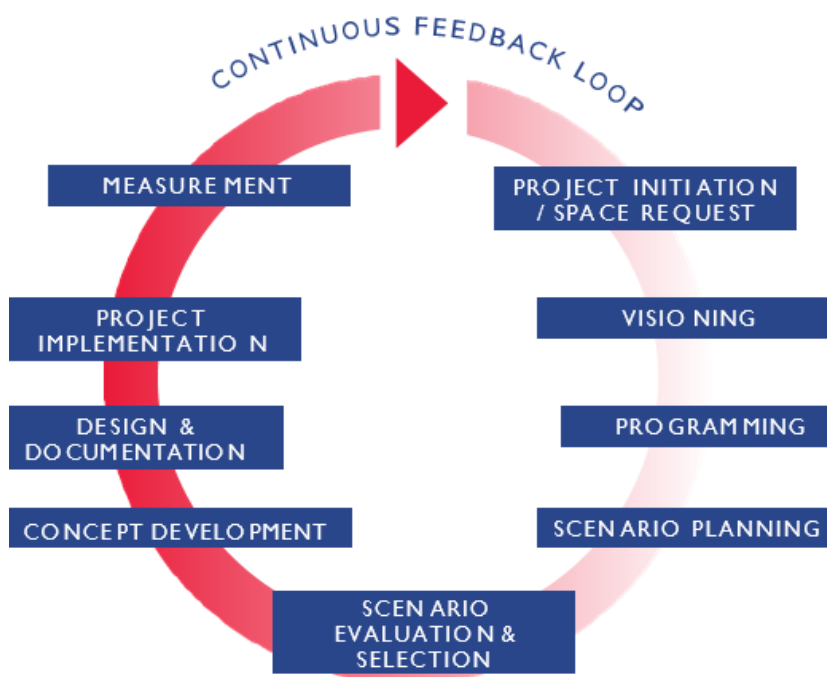 CONTINUOUS FEEDBACK LOOP
PROJECT INITIATION
/ SPACE REQUEST
VISIONING
PROGRAMMING
SCENARIO PLANNING
SCENARIO
EVALUATION &
SELECTION
CONCEPT DEVELOPMENT
DESIGN &
DOCUMENTATION
PROJECT
IMPLEMENTATION
MEASUREMENT